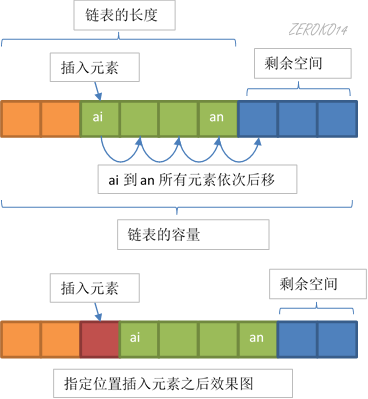 链表的长度
ZEROKO14
插入元素
剩余空间
ai
an
ai 到 an 所有元素依次后移
链表的容量
插入元素
剩余空间
ai
an
指定位置插入元素之后效果图